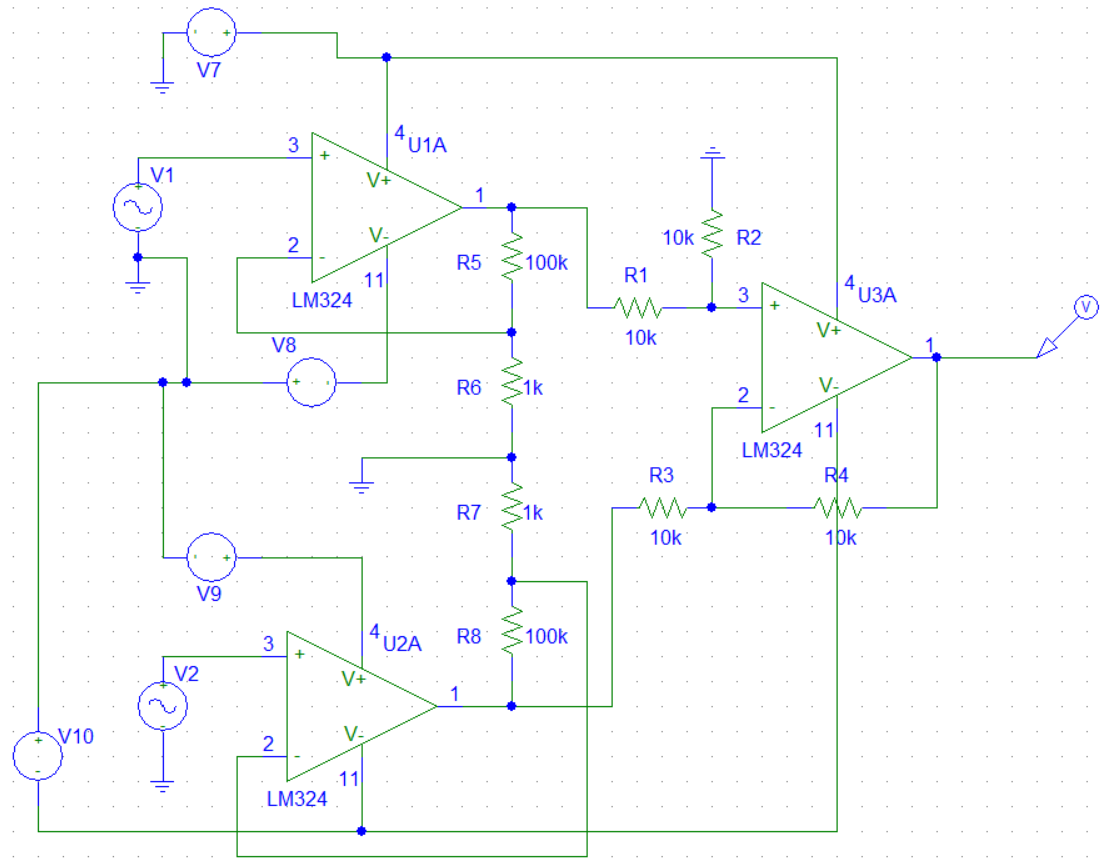 V7
4
U1A
3
+
V+
1
V1
V-
2
-
11
LM324
R5
100k
10k
R2
R1
10k
3
+
4
U3A
V+
1
V
V-
2
-
11
LM324
V8
R6
1k
R3
10k
R4
10k
R7
1k
V9
4
U2A
3
+
V+
R8
100k
V2
1
V-
2
-
11
LM324
V10